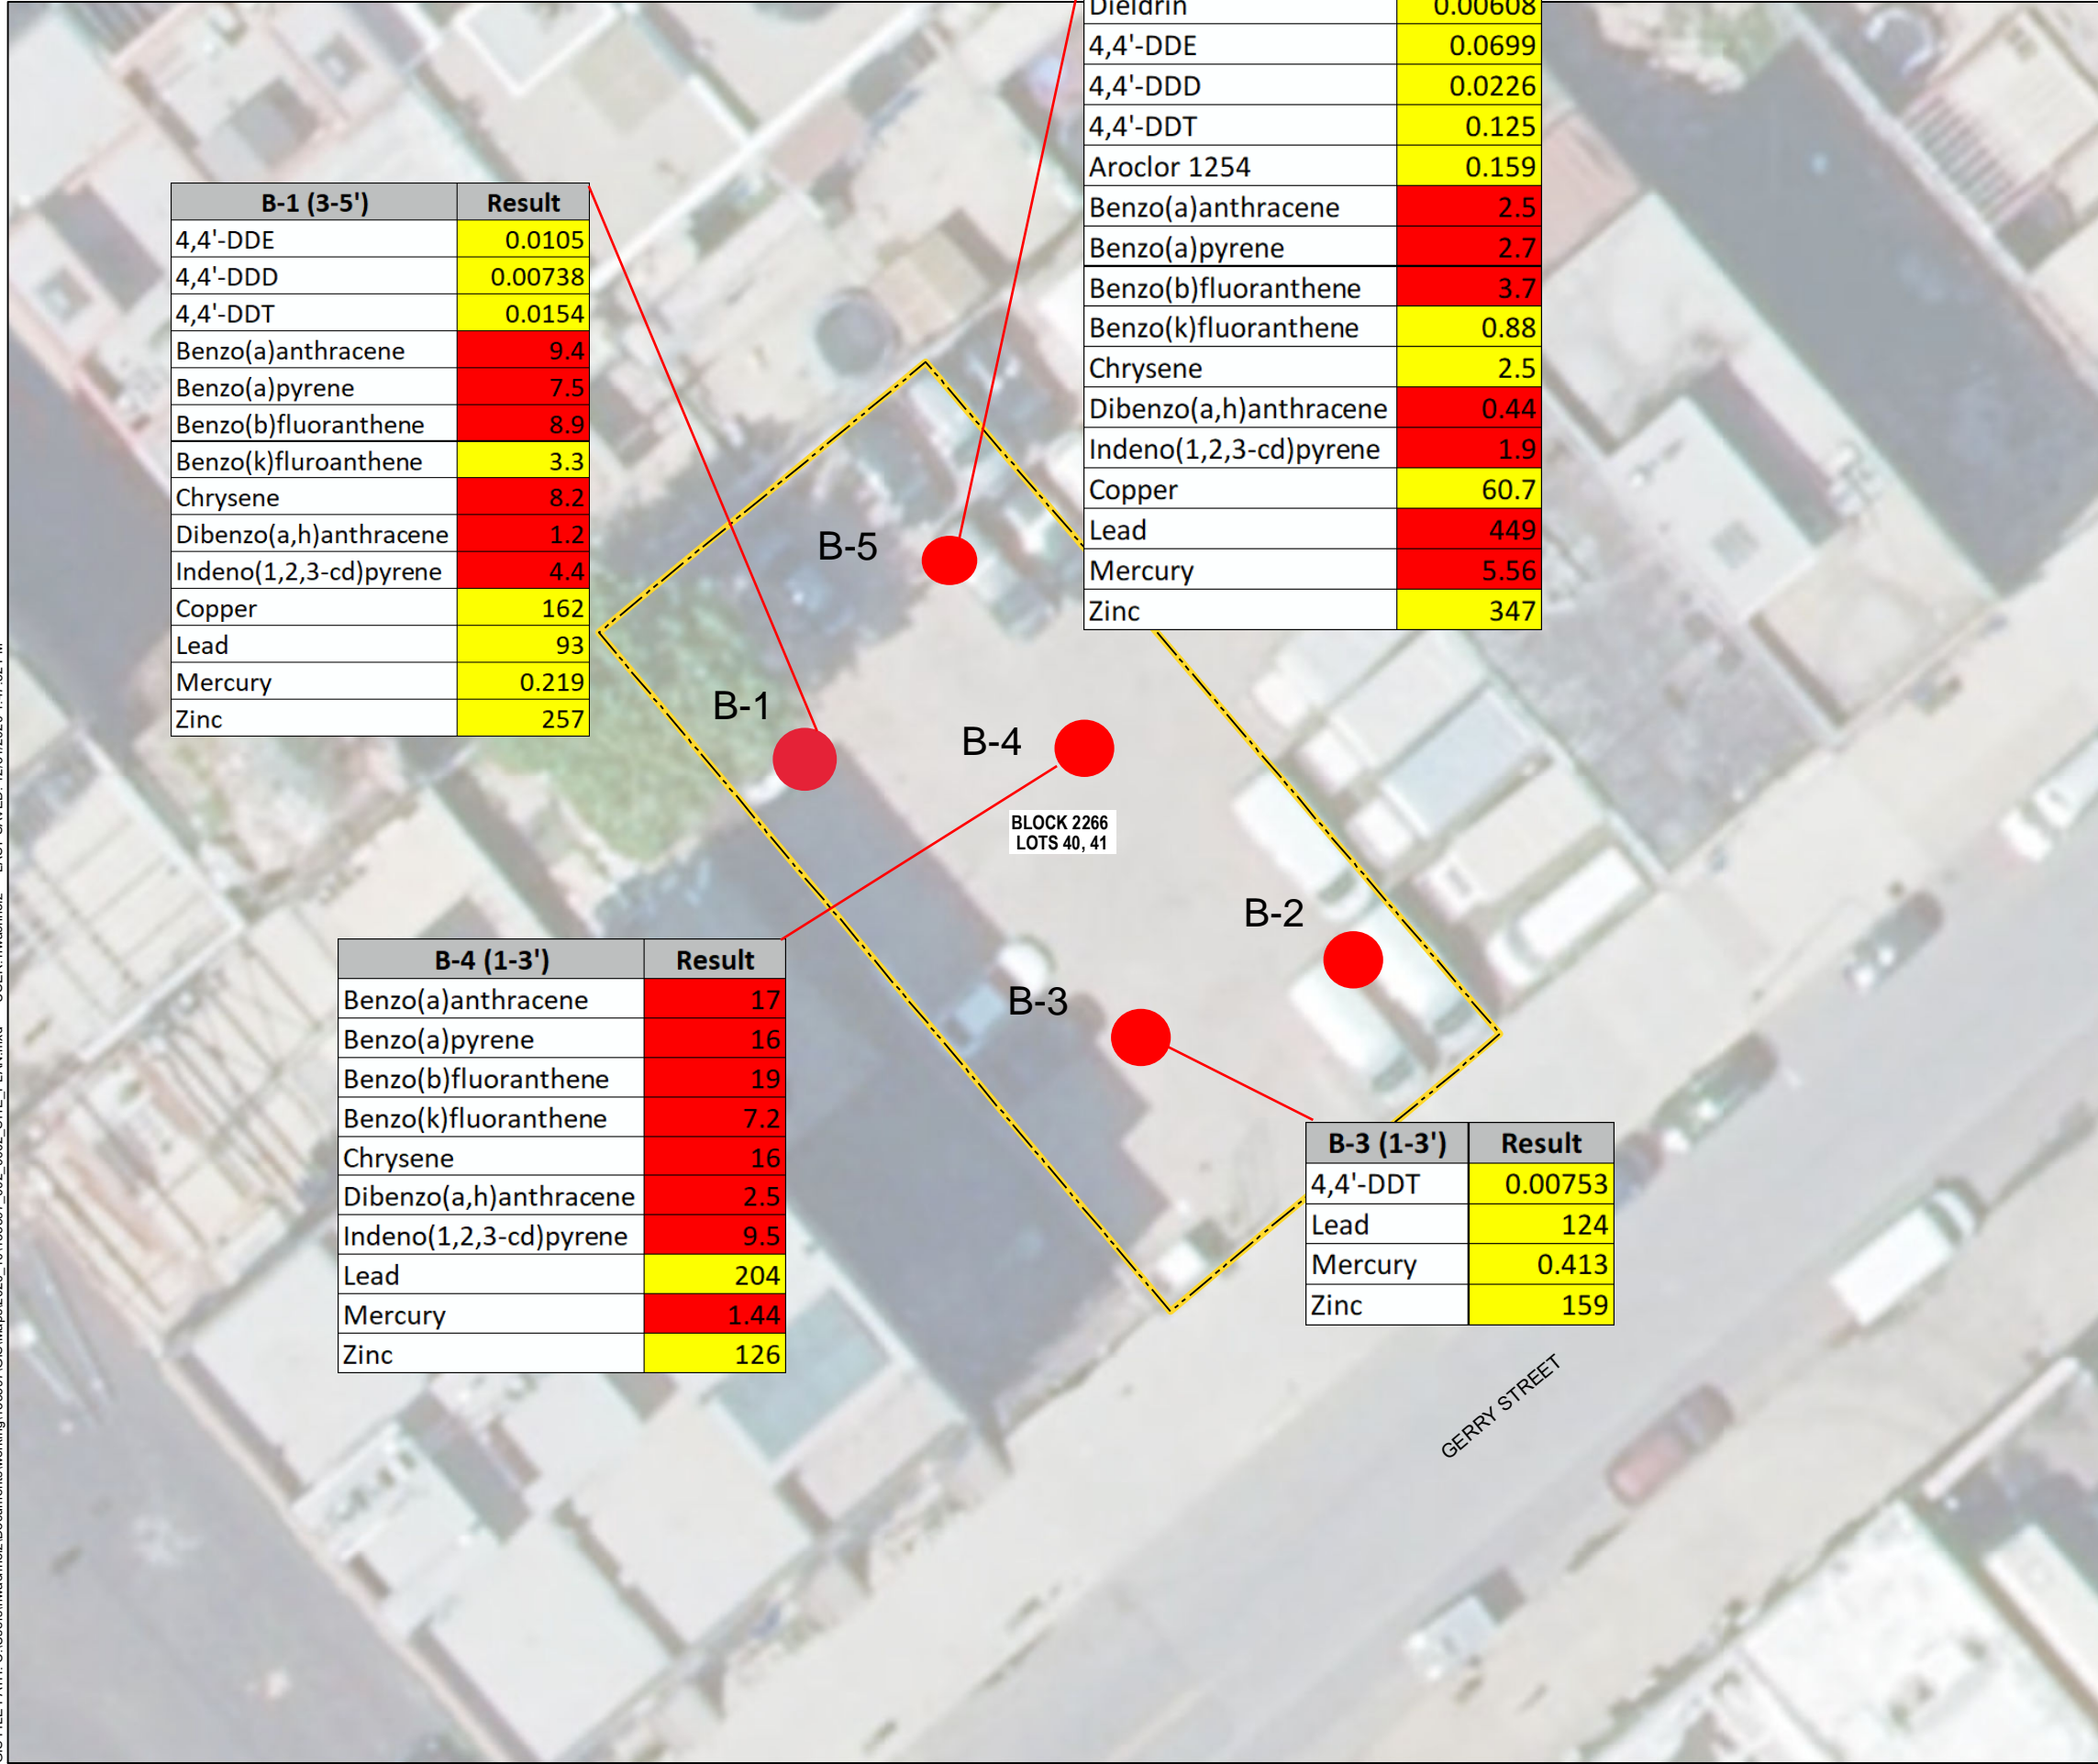 Dieldrin 0.00608
4,4'-DDE 0.0699
4,4'-DDD 0.0226
4,4'-DDT 0.125
Aroclor 1254 0.159
Benzo(a)anthracene 2.5
Benzo(a)pyrene 2.7
Benzo(b)fluoranthene 3.7
Benzo(k)fluoranthene 0.88
Chrysene 2.5
Dibenzo(a,h)anthracene 0.44
Indeno(1,2,3-cd)pyrene 1.9
Copper 60.7
Lead 449
Mercury 5.56
Zinc 347
B-1 (3-5') Result
4,4'-DDE 0.0105
4,4'-DDD 0.00738
4,4'-DDT 0.0154
Benzo(a)anthracene 9.4
Benzo(a)pyrene 7.5
Benzo(b)fluoranthene 8.9
Benzo(k)fluroanthene 3.3
Chrysene 8.2
Dibenzo(a,h)anthracene 1.2
Indeno(1,2,3-cd)pyrene 4.4
Copper 162
Lead 93
Mercury 0.219
Zinc 257
B-5
B-1
B-4
BLOCK 2266
LOTS 40, 41
B-2
B-3
B-4 (1-3') Result
Benzo(a)anthracene 17
Benzo(a)pyrene 16
Benzo(b)fluoranthene 19
Benzo(k)fluoranthene 7.2
Chrysene 16
Dibenzo(a,h)anthracene 2.5
Indeno(1,2,3-cd)pyrene 9.5
Lead 204
Mercury 1.44
Zinc 126
B-3 (1-3') Result
4,4'-DDT 0.00753
Lead 124
Mercury 0.413
Zinc 159
GERRY STREET